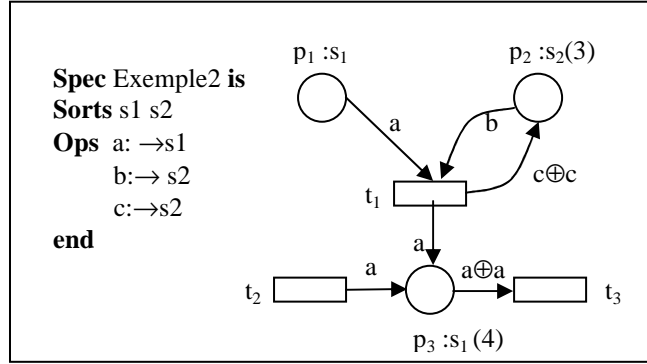 Spec Exemple2 is
Sorts s1 s2
Ops a: →s1
b:→ s2
c:→s2
end
p₁ :s₁
p₂ :s₂(3)
a
b
c⊕c
t₁
a
t₂
a
a⊕a
t₃
p₃ :s₁ (4)